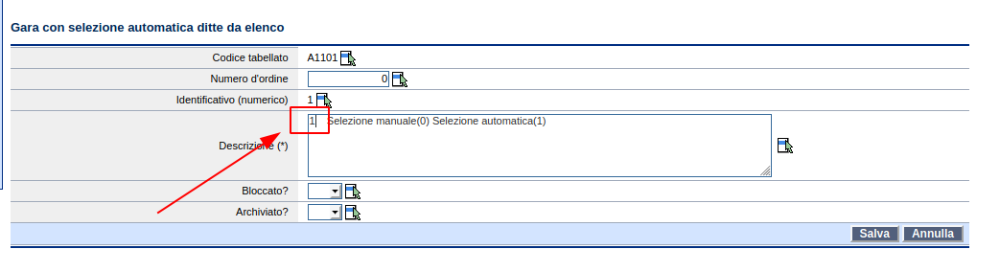 Gara con selezione automatica ditte da elenco
Codice tabellato A1101
Numero d'ordine 0
Identificativo (numerico) 1
Descrizione (*) 1 Selezione manuale(0) Selezione automatica(1)
Bloccato?
Archiviato?
Salva Annulla